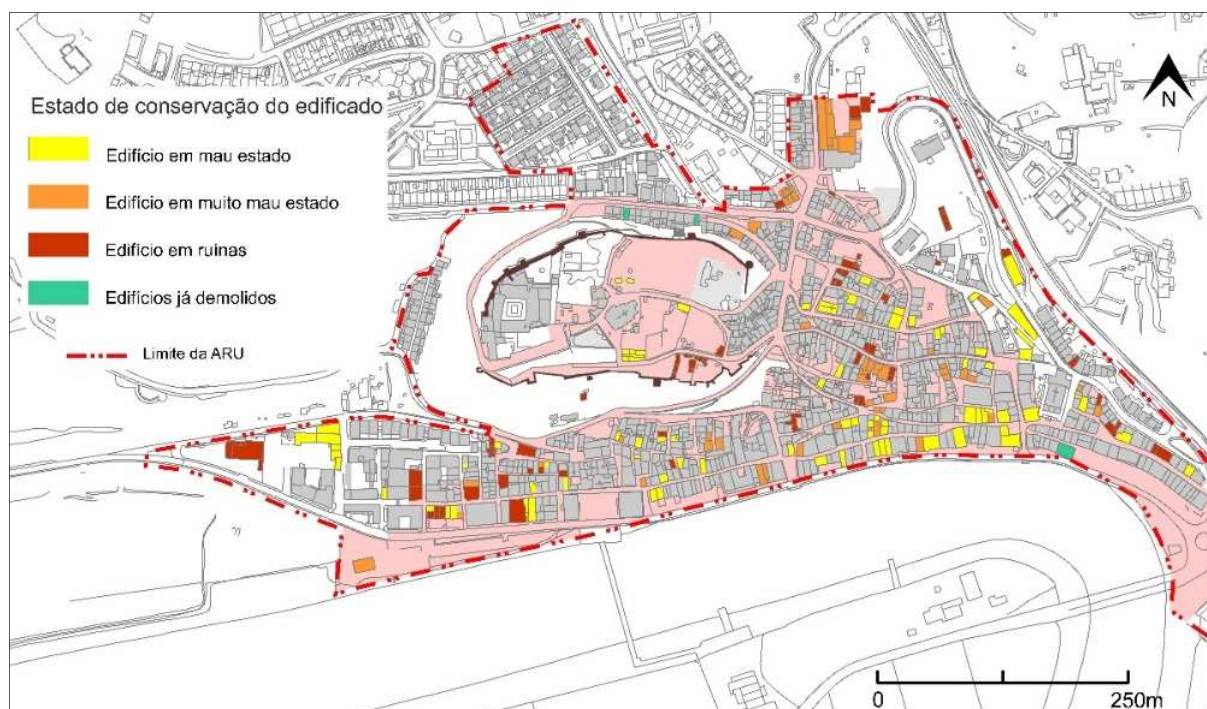 Estado de conservação do edificado
Edifício em mau estado
Edifício em muito mau estado
Edifício em ruínas
Edifícios já demolidos
Limite da ARU
N
0 250m